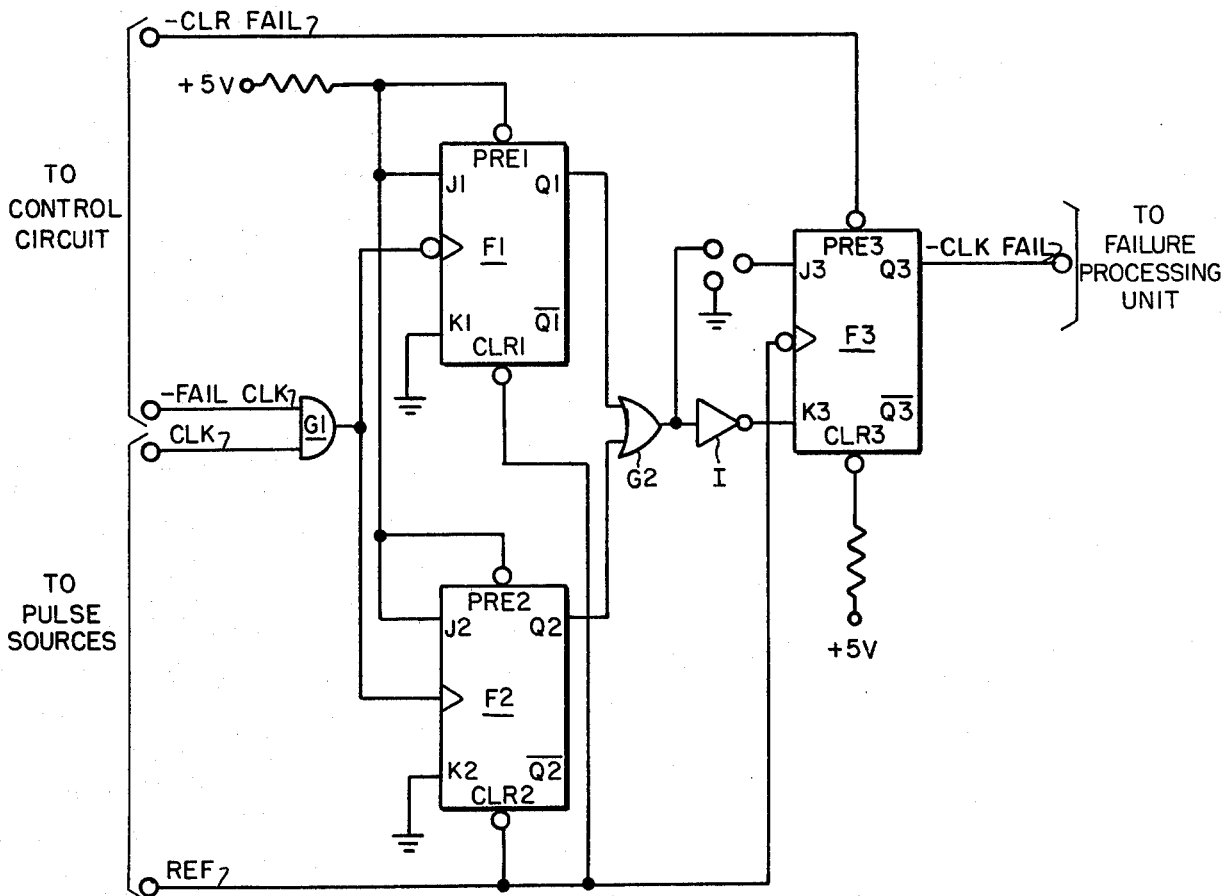 -CLR FAIL
+5V
TO
CONTROL
CIRCUIT
PRE1
J1
Q1
F1
K1
Q1
CLR1
-FAIL CLK
CLK
G1
G2
I
PRE3
J3
Q3
F3
K3
Q3
CLR3
+5V
-CLK FAIL
TO
FAILURE
PROCESSING
UNIT
TO
PULSE
SOURCES
PRE2
J2
Q2
F2
K2
Q2
CLR2
REF